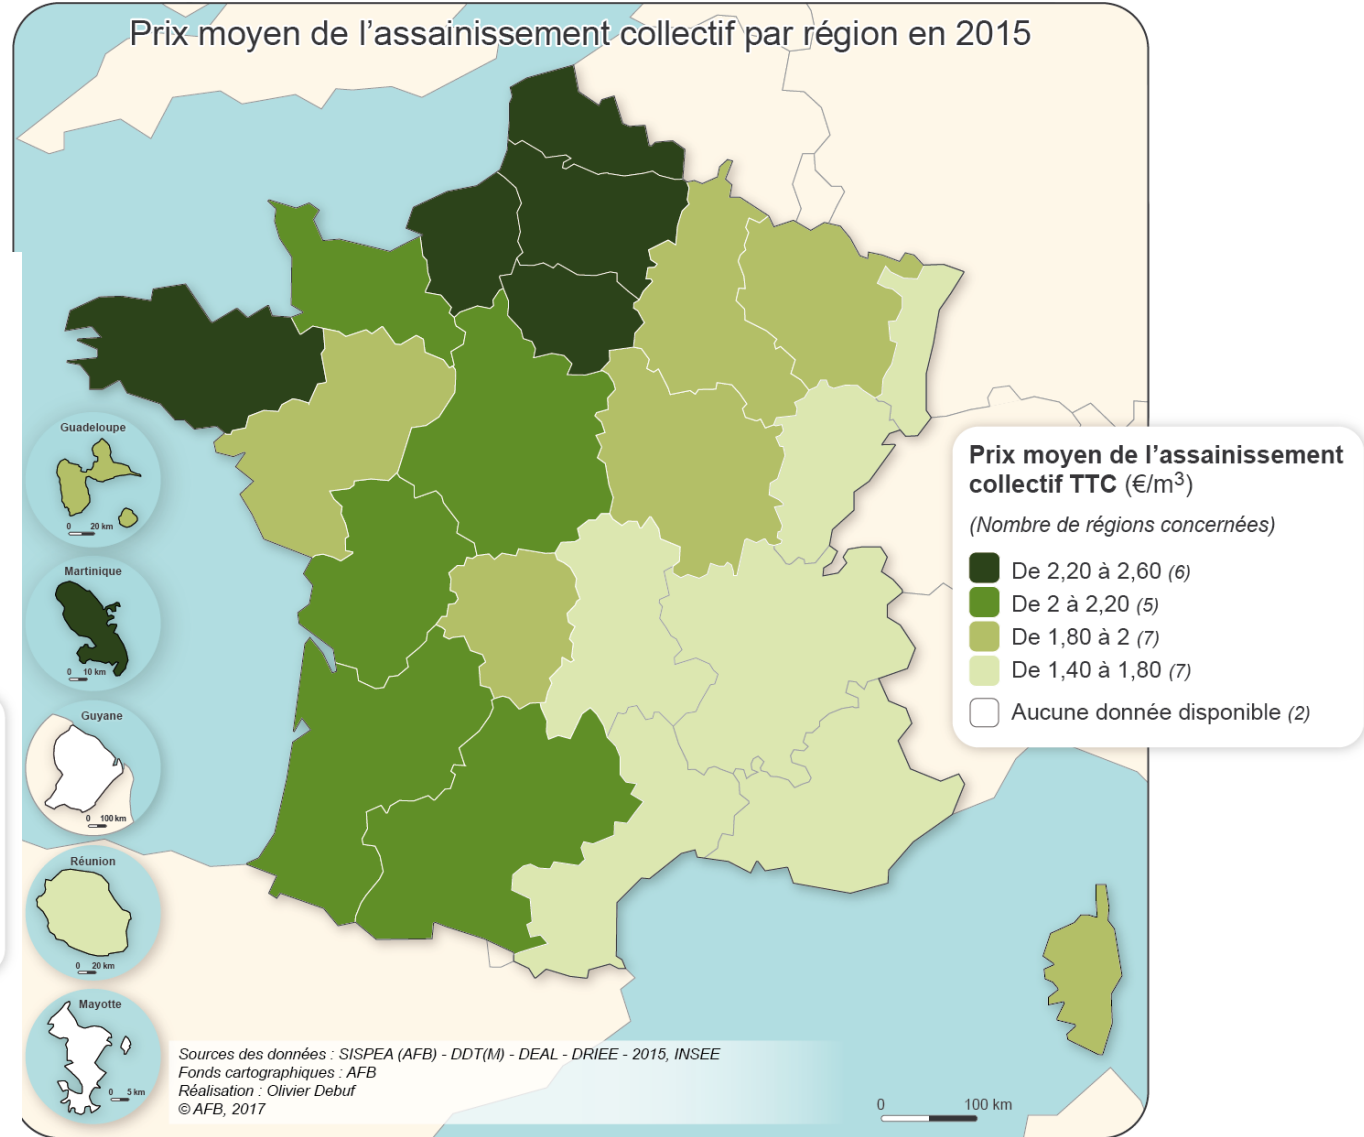 Prix moyen de l’assainissement collectif par région en 2015
Guadeloupe
0 20 km
Martinique
0 10 km
Guyane
0 100 km
Réunion
0 20 km
Mayotte
0 5 km
Prix moyen de l’assainissement
collectif TTC (€/m³)
(Nombre de régions concernées)
De 2,20 à 2,60 (6)
De 2 à 2,20 (5)
De 1,80 à 2 (7)
De 1,40 à 1,80 (7)
Aucune donnée disponible (2)
Sources des données : SISPEA (AFB) - DDT(M) - DEAL - DRIEE - 2015, INSEE
Fonds cartographiques : AFB
Réalisation : Olivier Debuf
© AFB, 2017
0 100 km